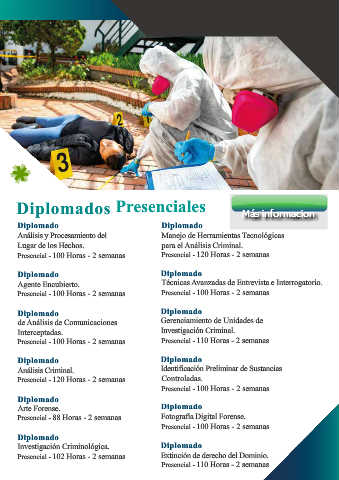 2
3
Diplomados Presenciales
Más información
Diplomado
Análisis y Procesamiento del
Lugar de los Hechos.
Presencial - 100 Horas - 2 semanas
Diplomado
Agente Encubierto.
Presencial - 100 Horas - 2 semanas
Diplomado
de Análisis de Comunicaciones
Interceptadas.
Presencial - 100 Horas - 2 semanas
Diplomado
Análisis Criminal.
Presencial - 120 Horas - 2 semanas
Diplomado
Arte Forense.
Presencial - 88 Horas - 2 semanas
Diplomado
Investigación Criminológica.
Presencial - 102 Horas - 2 semanas
Diplomado
Manejo de Herramientas Tecnológicas
para el Análisis Criminal.
Presencial - 120 Horas - 2 semanas
Diplomado
Técnicas Avanzadas de Entrevista e Interrogatorio.
Presencial - 100 Horas - 2 semanas
Diplomado
Gerenciamiento de Unidades de
Investigación Criminal.
Presencial - 110 Horas - 2 semanas
Diplomado
Identificación Preliminar de Sustancias
Controladas.
Presencial - 100 Horas - 2 semanas
Diplomado
Fotografía Digital Forense.
Presencial - 100 Horas - 2 semanas
Diplomado
Extinción de derecho del Dominio.
Presencial - 110 Horas - 2 semanas